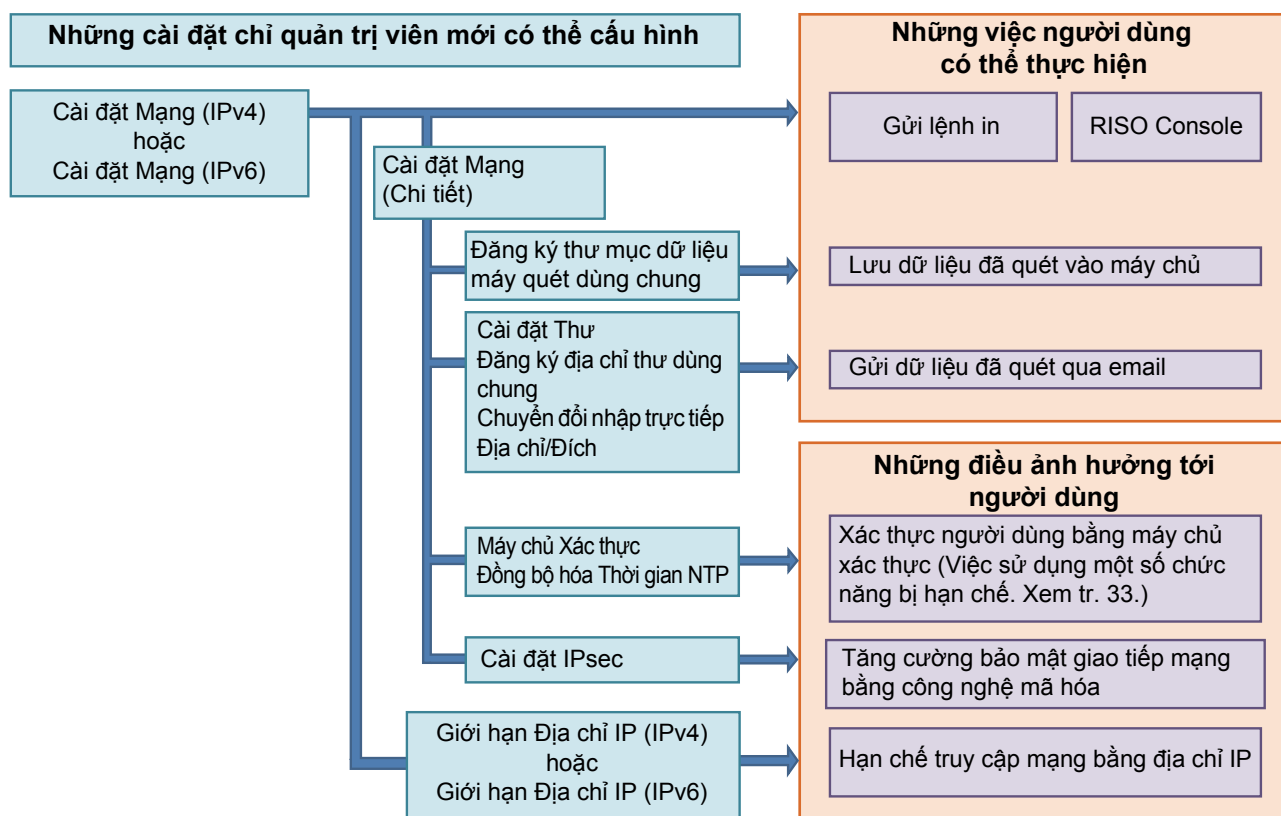 Những cài đặt chỉ quản trị viên mới có thể cấu hình
Những việc người dùng
có thể thực hiện
Cài đặt Mạng (IPv4)
hoặc
Cài đặt Mạng (IPv6)
Gửi lệnh in
RISO Console
Cài đặt Mạng
(Chi tiết)
Đăng ký thư mục dữ liệu
máy quét dùng chung
Lưu dữ liệu đã quét vào máy chủ
Cài đặt Thư
Đăng ký địa chỉ thư dùng
chung
Chuyển đổi nhập trực tiếp
Địa chỉ/Đích
Gửi dữ liệu đã quét qua email
Những điều ảnh hưởng tới
người dùng
Máy chủ Xác thực
Đồng bộ hóa Thời gian NTP
Xác thực người dùng bằng máy chủ
xác thực (Việc sử dụng một số chức
năng bị hạn chế. Xem tr. 33.)
Cài đặt IPsec
Tăng cường bảo mật giao tiếp mạng
bằng công nghệ mã hóa
Giới hạn Địa chỉ IP (IPv4)
hoặc
Giới hạn Địa chỉ IP (IPv6)
Hạn chế truy cập mạng bằng địa chỉ IP